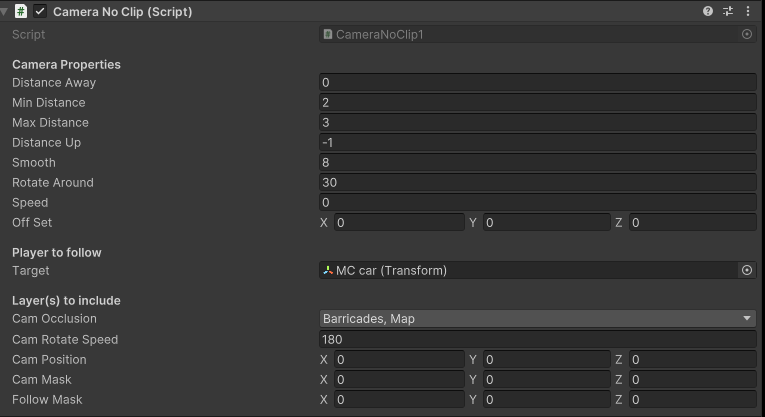 Camera No Clip (Script)
Script CameraNoClip1
Camera Properties
Distance Away 0
Min Distance 2
Max Distance 3
Distance Up -1
Smooth 8
Rotate Around 30
Speed 0
Off Set X 0 Y 0 Z 0
Player to follow
Target MC car (Transform)
Layer(s) to include
Cam Occlusion Barricades, Map
Cam Rotate Speed 180
Cam Position X 0 Y 0 Z 0
Cam Mask X 0 Y 0 Z 0
Follow Mask X 0 Y 0 Z 0